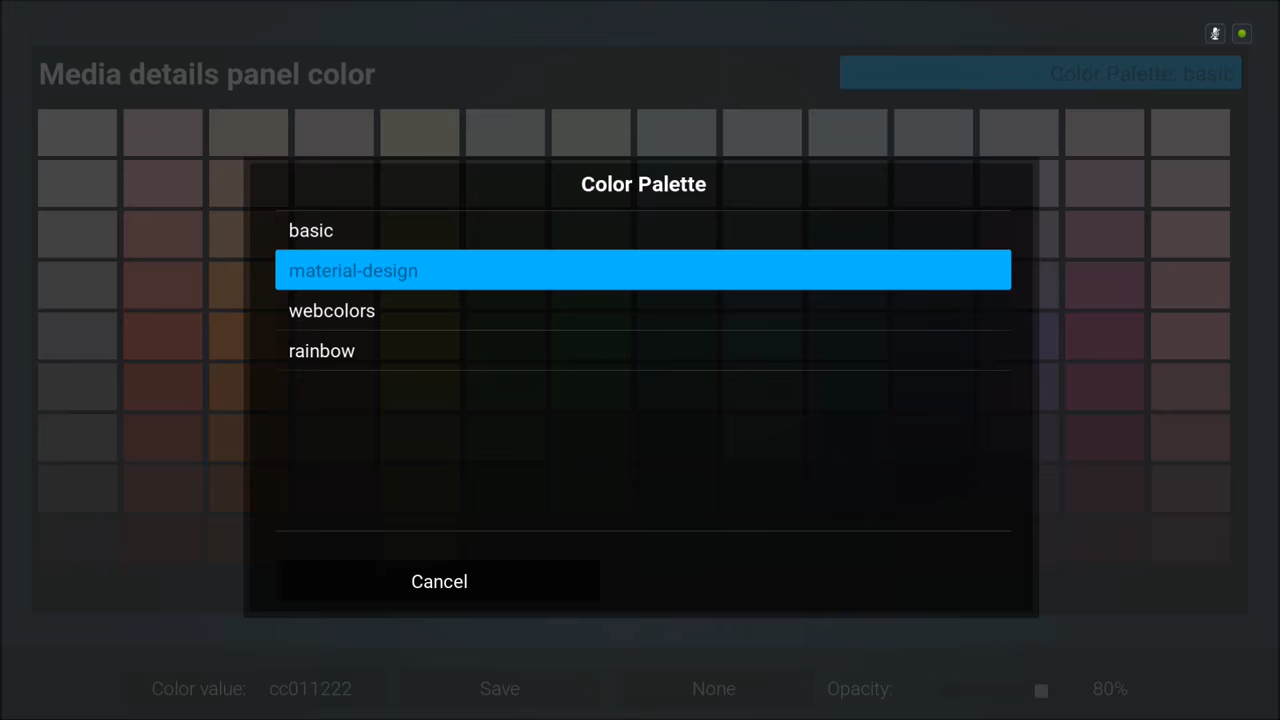 Media details panel color
Color Palette: basic
Color Palette
basic
material-design
webcolors
rainbow
Cancel
Color value: cc011222
Save
None
Opacity:
80%